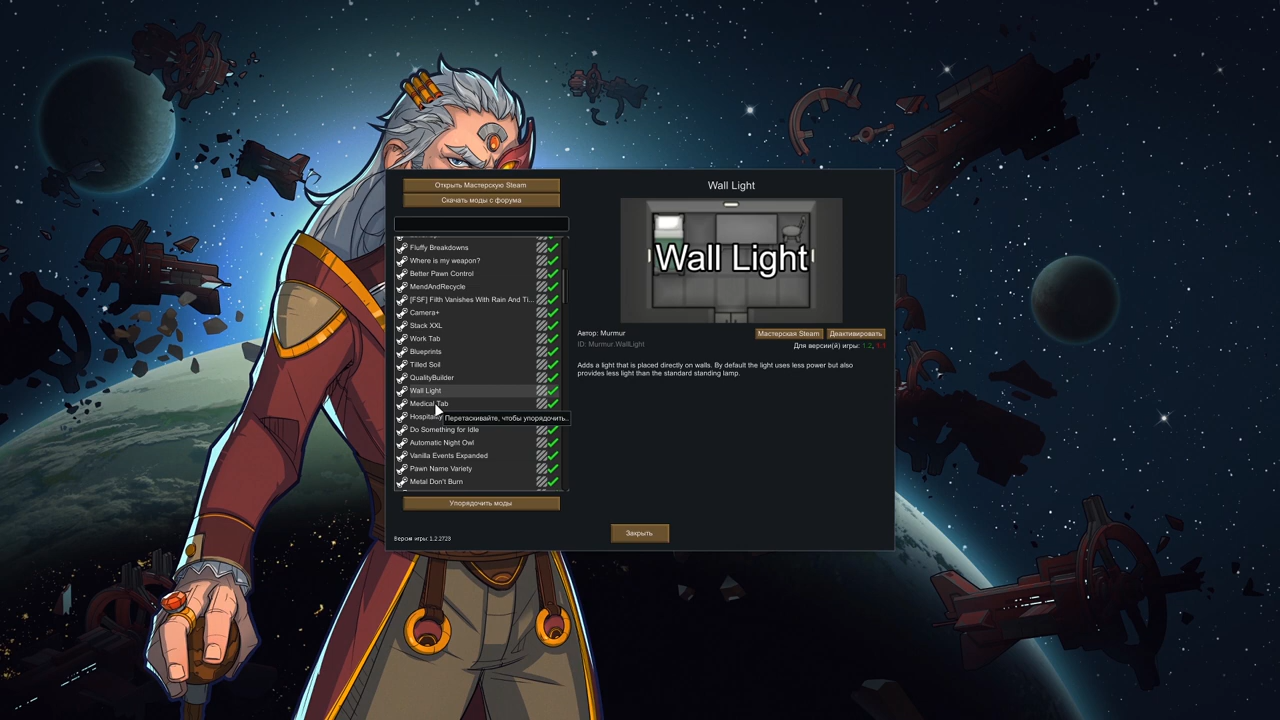 Открыть Мастерскую Steam
Скачать моды с форума
Fluffy Breakdowns
Where is my weapon?
Better Pawn Control
MendAndRecycle
[FSF] Filth Vanishes With Rain And Ti...
Camera+
Stack XXL
Work Tab
Blueprints
Tilled Soil
QualityBuilder
Wall Light
Medical Tab
Перетаскивайте, чтобы упорядочить.
Do Something for Idle
Automatic Night Owl
Vanilla Events Expanded
Pawn Name Variety
Metal Don't Burn
Упорядочить моды
Версия игры: 1.2.2723
Wall Light
Wall Light
Автор: Murmur
Мастерская Steam
Деактивировать
ID: Murmur.WallLight
Для версии(й) игры: 1.2, 1.1
Adds a light that is placed directly on walls. By default the light uses less power but also
provides less light than the standard standing lamp.
Закрыть